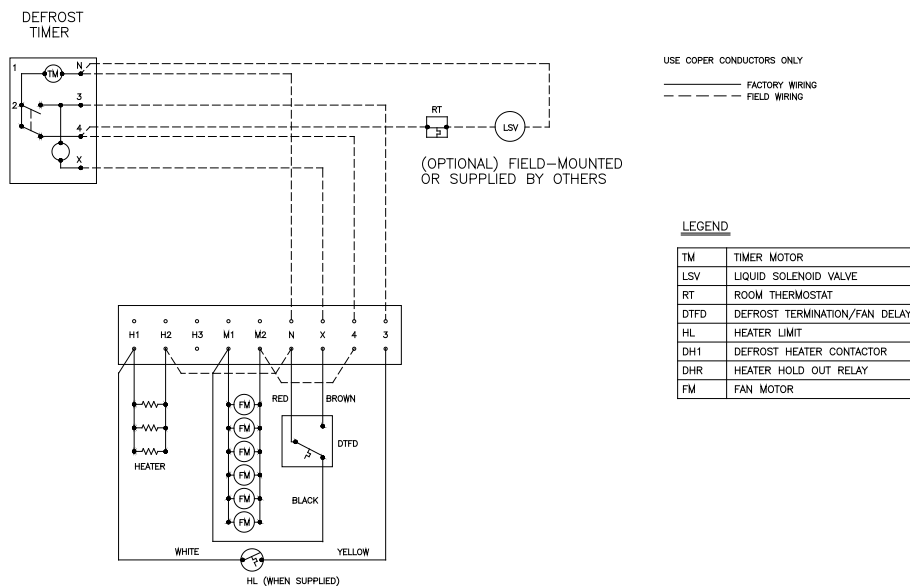 DEFROST
TIMER
1
TM
N
2
3
4
X
RT
LSV
(OPTIONAL) FIELD-MOUNTED
OR SUPPLIED BY OTHERS
USE COPER CONDUCTORS ONLY
FACTORY WIRING
FIELD WIRING
LEGEND
TM TIMER MOTOR
LSV LIQUID SOLENOID VALVE
RT ROOM THERMOSTAT
DTFD DEFROST TERMINATION/FAN DELAY
HL HEATER LIMIT
DH1 DEFROST HEATER CONTACTOR
DHR HEATER HOLD OUT RELAY
FM FAN MOTOR
H1 H2 H3 M1 M2 N X 4 3
RED BROWN
FM
FM
FM
FM
FM
FM
DTFD
HEATER
BLACK
WHITE YELLOW
HL (WHEN SUPPLIED)